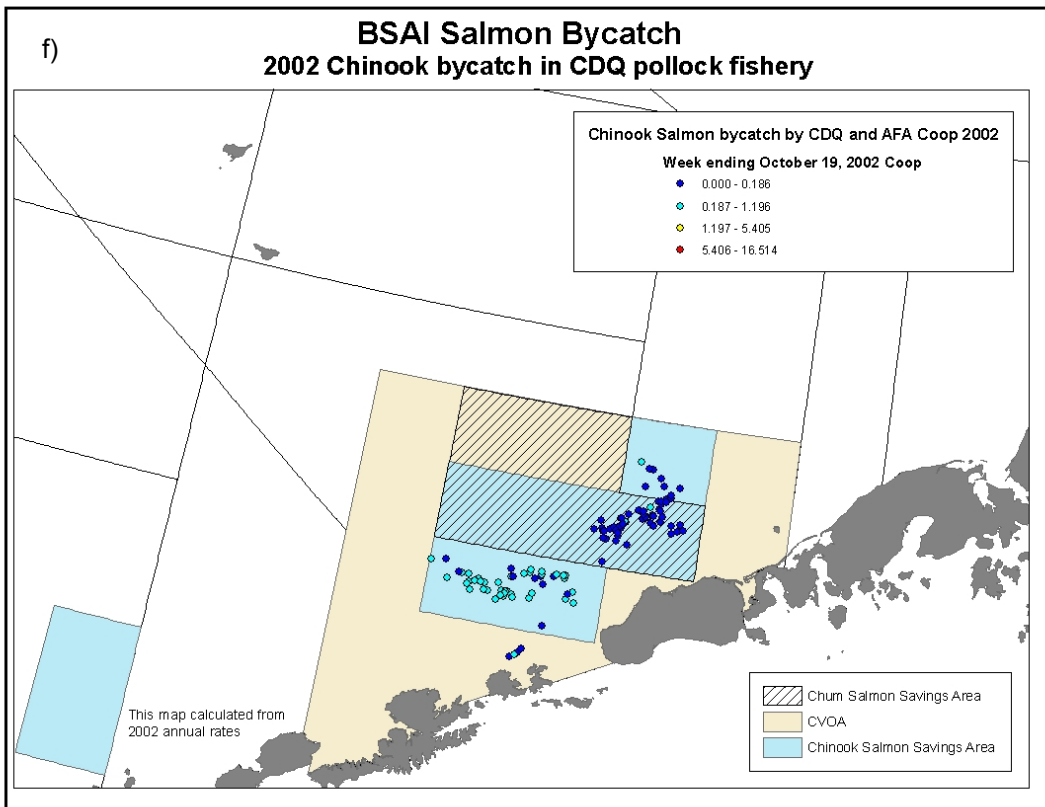 f)
BSAI Salmon Bycatch
2002 Chinook bycatch in CDQ pollock fishery
Chinook Salmon bycatch by CDQ and AFA Coop 2002
Week ending October 19, 2002 Coop
0.000 - 0.186
0.187 - 1.196
1.197 - 5.405
5.406 - 16.514
This map calculated from
2002 annual rates
Chum Salmon Savings Area
CVOA
Chinook Salmon Savings Area